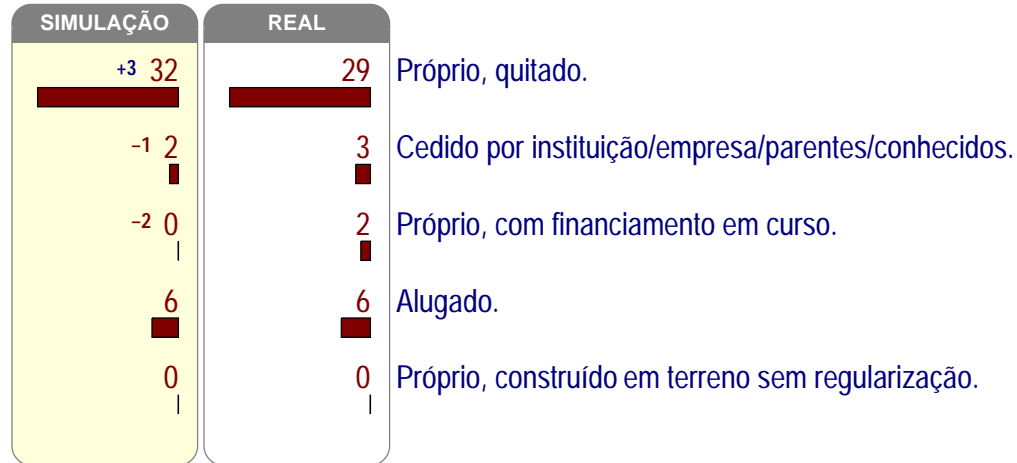 SIMULAÇÃO REAL
+3 32 29 Próprio, quitado.
–1 2 3 Cedido por instituição/empresa/parentes/conhecidos.
–2 0 2 Próprio, com financiamento em curso.
6 6 Alugado.
0 0 Próprio, construído em terreno sem regularização.